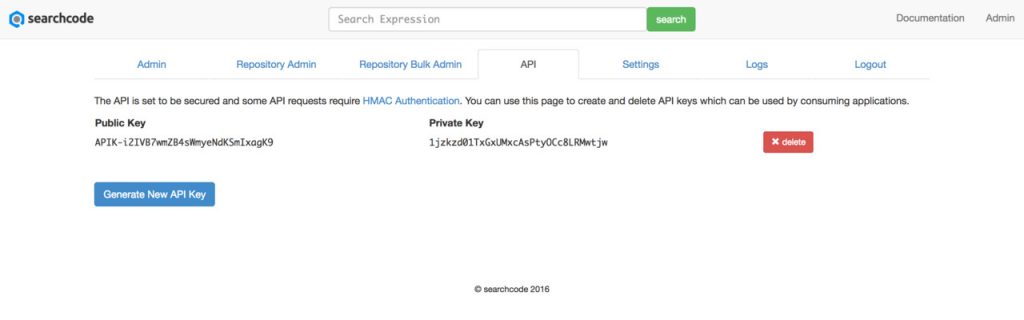 searchcode
Search Expression
search
Documentation
Admin
Admin
Repository Admin
Repository Bulk Admin
API
Settings
Logs
Logout
The API is set to be secured and some API requests require HMAC Authentication. You can use this page to create and delete API keys which can be used by consuming applications.
Public Key
Private Key
APIK-iZIVB7wmZB4sWmyeNdKSmIxagK9
1jzkzd01TxGxUMxcAsPtyOCc8LRMwtjw
✖ delete
Generate New API Key
© searchcode 2016